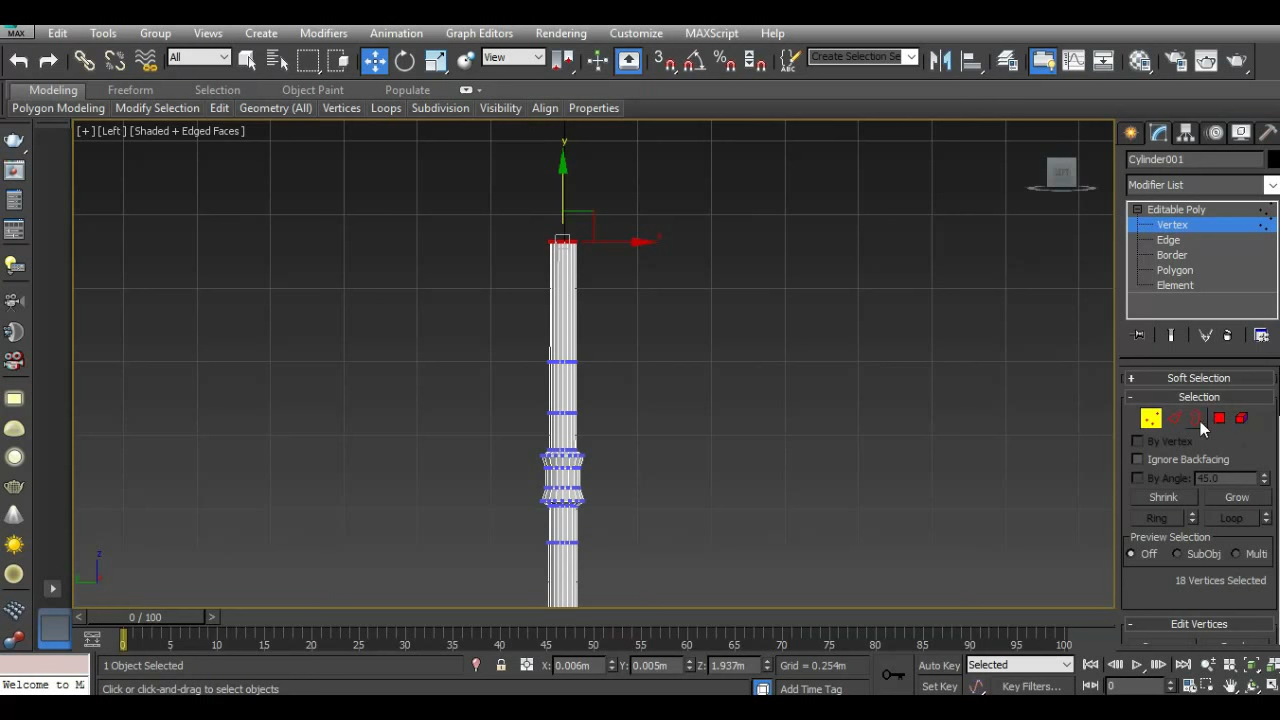 MAX Edit Tools Group Views Create Modifiers Animation Graph Editors Rendering Customize MAXScript Help
All View 3 Create Selection Se
Modeling Freeform Selection Object Paint Populate
Polygon Modeling Modify Selection Edit Geometry (All) Vertices Loops Subdivision Visibility Align Properties
[+] [Left] [Shaded + Edged Faces]
y
x
z
Cylinder001
Modifier List
Editable Poly
Vertex
Edge
Border
Polygon
Element
+ Soft Selection
- Selection
By Vertex
Ignore Backfacing
By Angle: 45.0
Shrink Grow
Ring Loop
Preview Selection
Off SubObj Multi
18 Vertices Selected
- Edit Vertices
< 0 / 100 >
0 5 10 15 20 25 30 35 40 45 50 55 60 65 70 75 80 85 90 95 100
1 Object Selected X: 0.006m Y: 0.005m Z: 1.937m Grid = 0.254m Auto Key Selected
Welcome to M Click or click-and-drag to select objects Add Time Tag Set Key Key Filters... 0